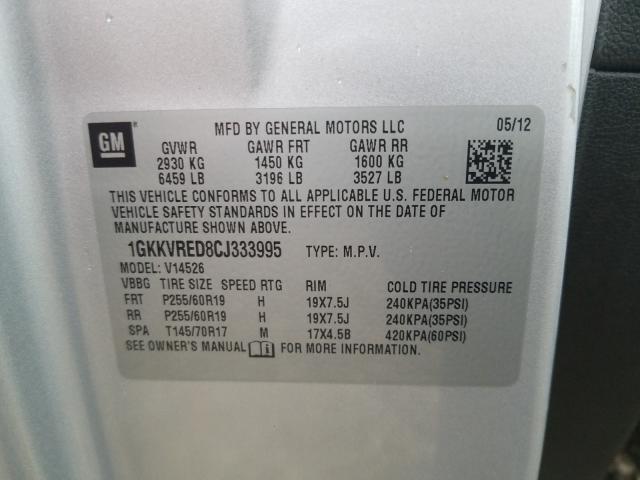 GM ®
MFD BY GENERAL MOTORS LLC 05/12
GVWR GAWR FRT GAWR RR
2930 KG 1450 KG 1600 KG
6459 LB 3196 LB 3527 LB
THIS VEHICLE CONFORMS TO ALL APPLICABLE U.S. FEDERAL MOTOR
VEHICLE SAFETY STANDARDS IN EFFECT ON THE DATE OF
MANUFACTURE SHOWN ABOVE.
1GKKVRED8CJ333995 TYPE: M.P.V.
MODEL: V14526
VBBG TIRE SIZE SPEED RTG RIM COLD TIRE PRESSURE
FRT P255/60R19 H 19X7.5J 240KPA(35PSI)
RR P255/60R19 H 19X7.5J 240KPA(35PSI)
SPA T145/70R17 M 17X4.5B 420KPA(60PSI)
SEE OWNER'S MANUAL FOR MORE INFORMATION.